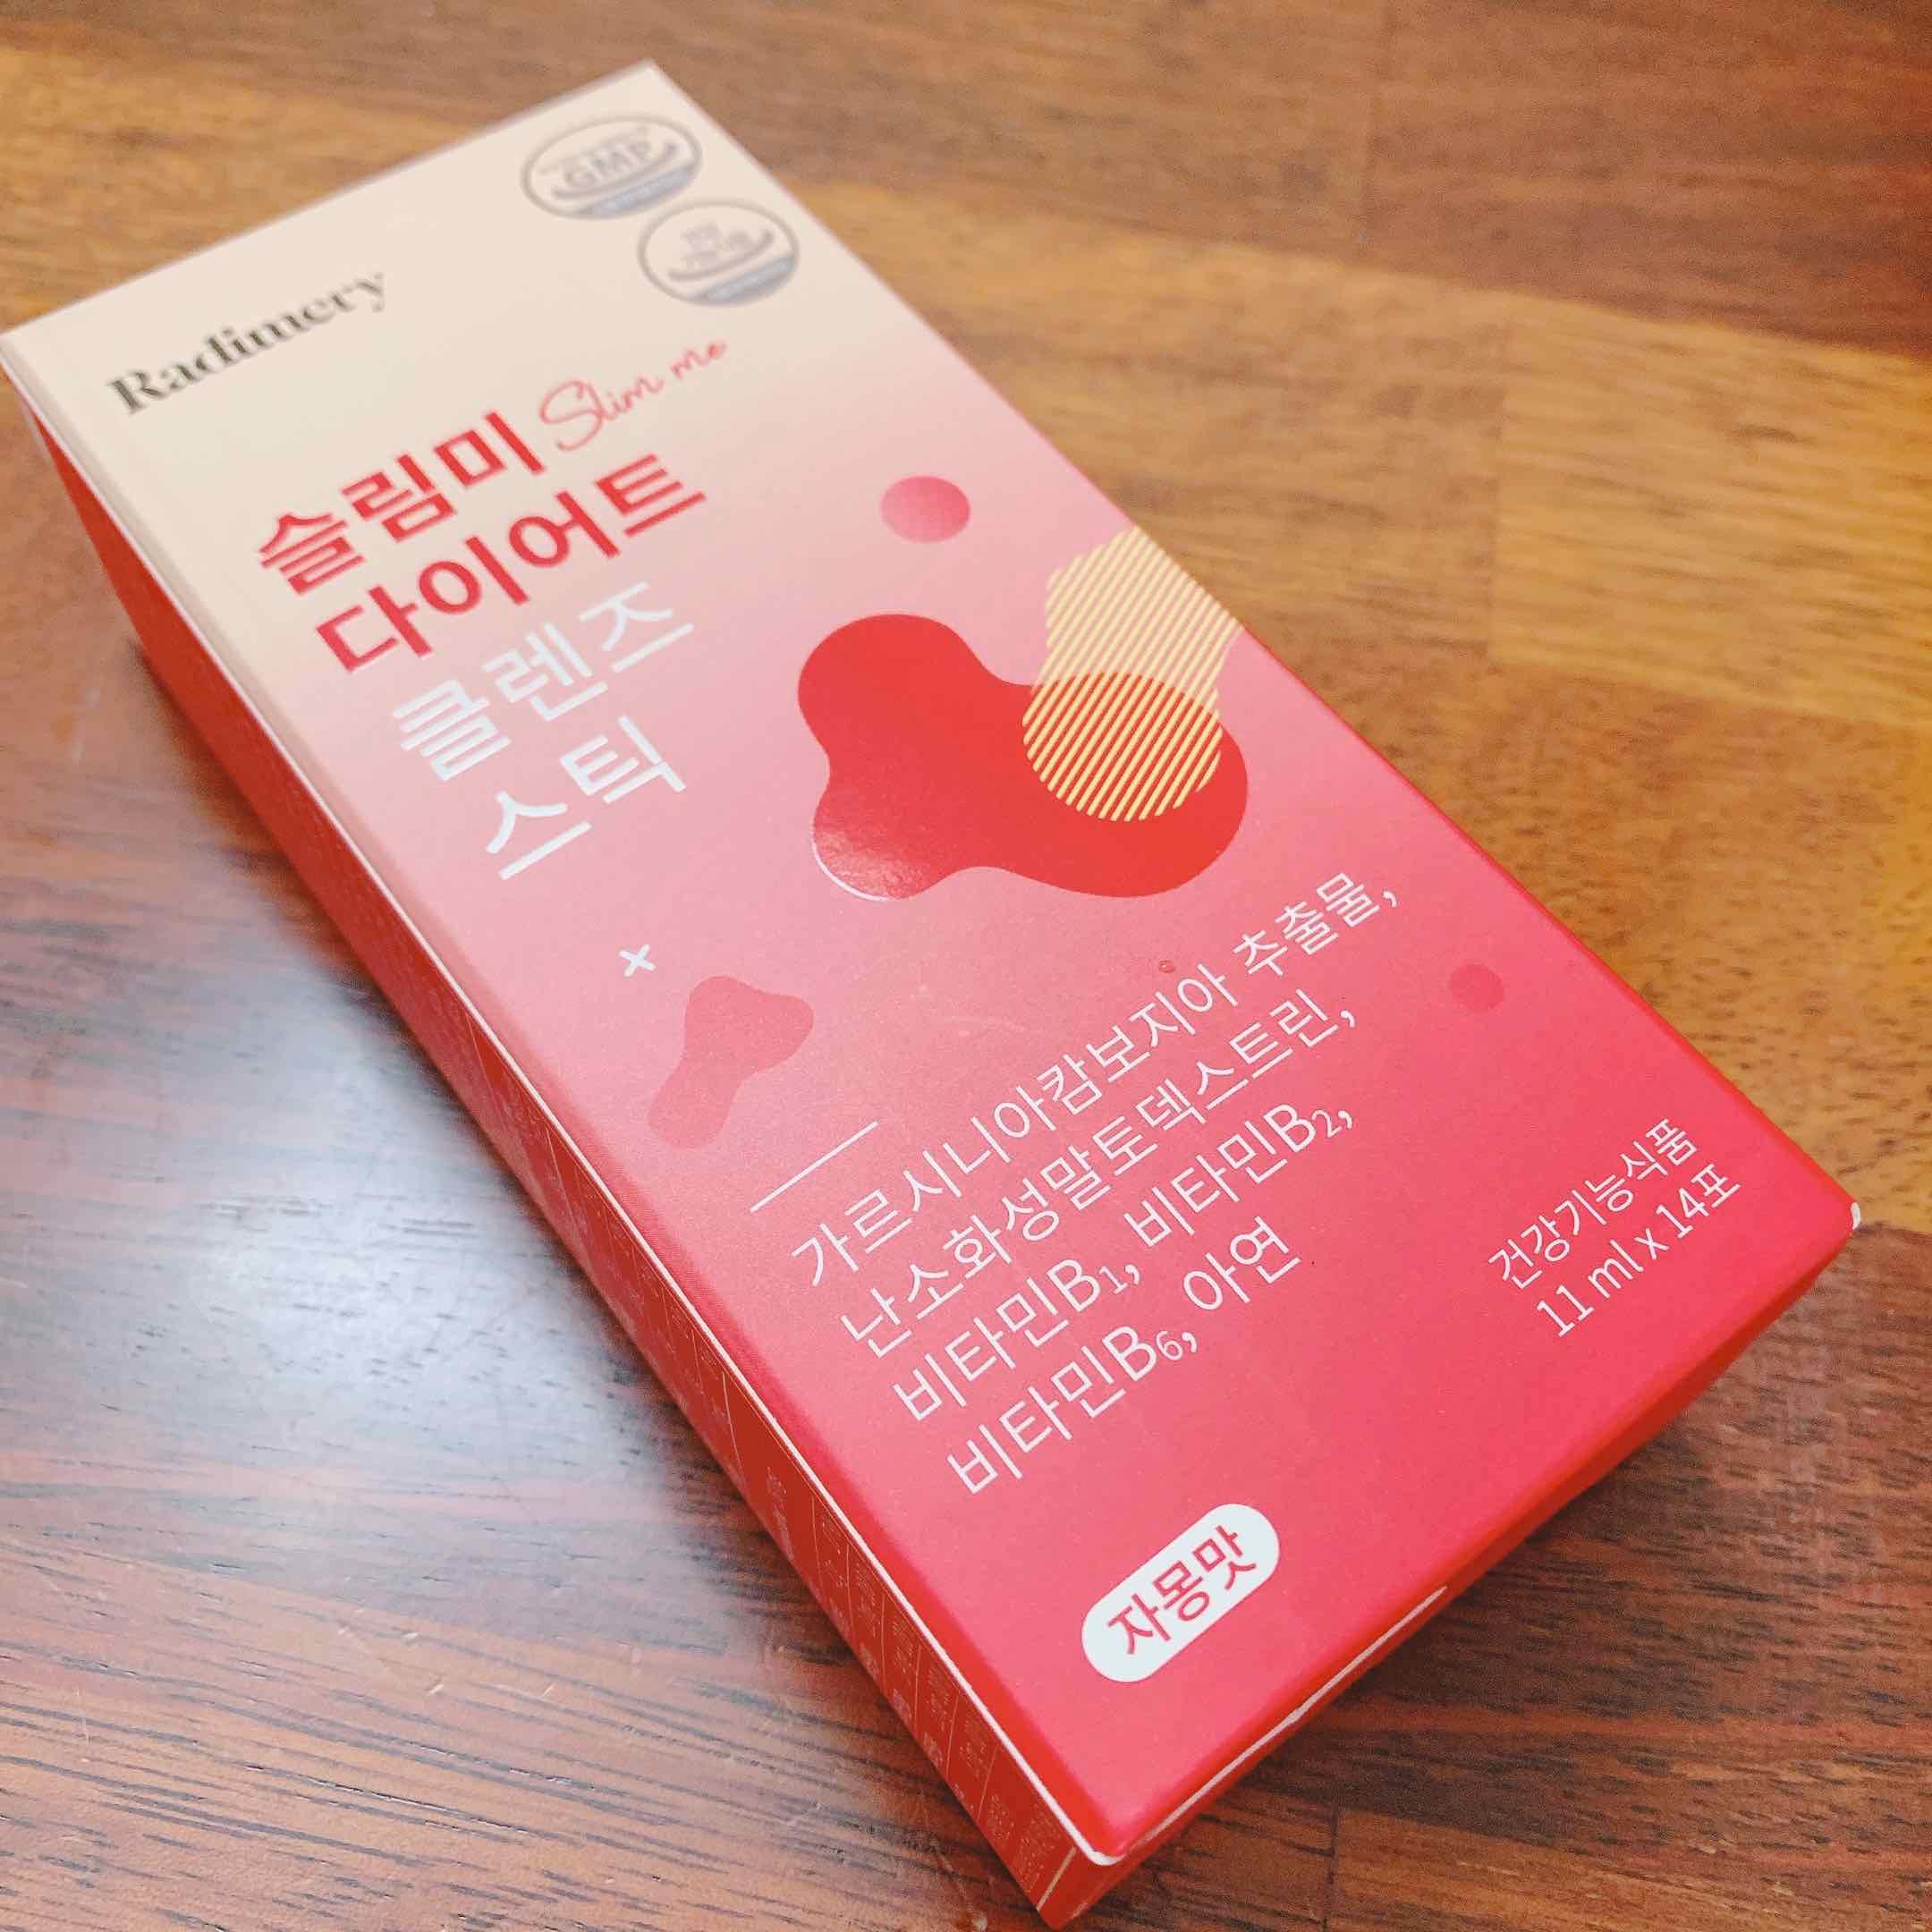 GMP
Radimery
슬림미 Slim me
다이어트
클렌즈
스틱
가르시니아캄보지아 추출물,
난소화성말토덱스트린,
비타민B₁, 비타민B₂,
비타민B₆, 아연
건강기능식품
11 ml x 14포
자몽맛